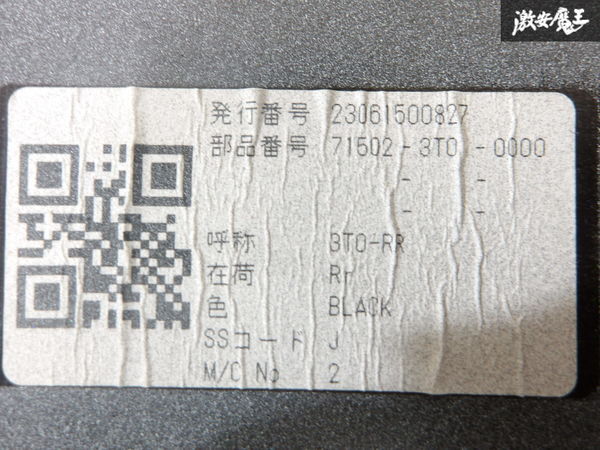 激安魔王
発行番号 23061500827
部品番号 71502-3T0 -0000
- -
- -
呼称 3T0-RR
在荷 Rr
色 BLACK
SSコード J
M/C No 2